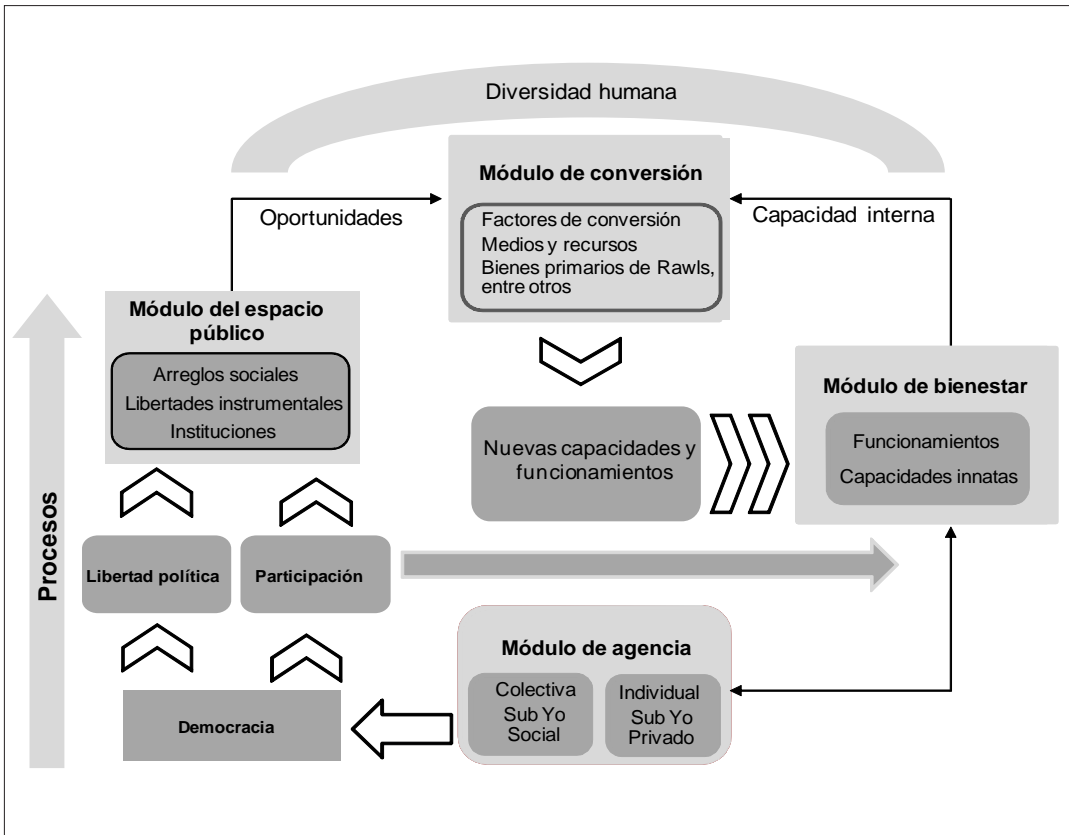 Diversidad humana
Módulo de conversión
Factores de conversión
Medios y recursos
Bienes primarios de Rawls,
entre otros
Oportunidades
Capacidad interna
Módulo del espacio
público
Arreglos sociales
Libertades instrumentales
Instituciones
Nuevas capacidades y
funcionamientos
Módulo de bienestar
Funcionamientos
Capacidades innatas
Procesos
Libertad política
Participación
Módulo de agencia
Colectiva
Sub Yo
Social
Individual
Sub Yo
Privado
Democracia